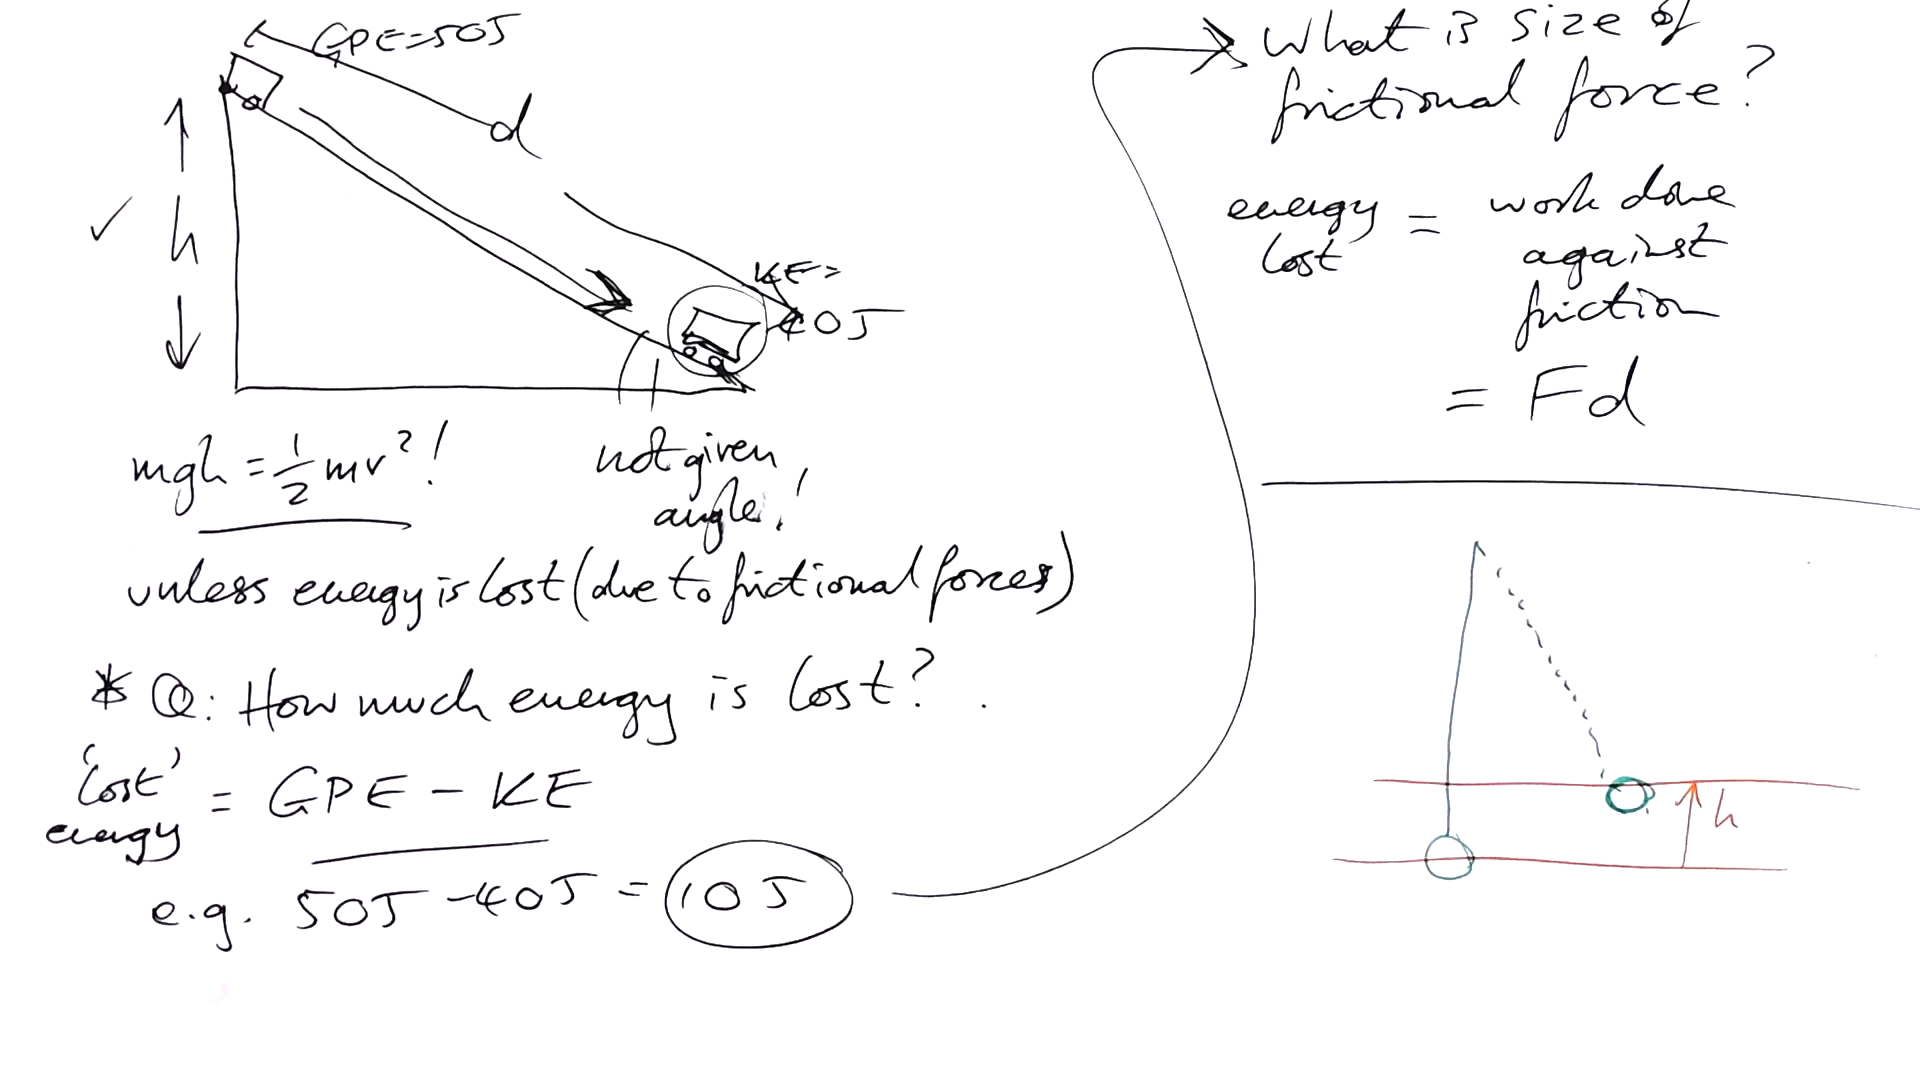 GPE=50J
d
h
KE=
40J
mgh = 1/2 mv²!
not given
angle!
unless energy is lost (due to frictional forces)
* Q: How much energy is lost?
'lost' energy = GPE - KE
e.g. 50J - 40J = 10J
What is size of
frictional force?
energy lost = work done
against
friction
= Fd
h